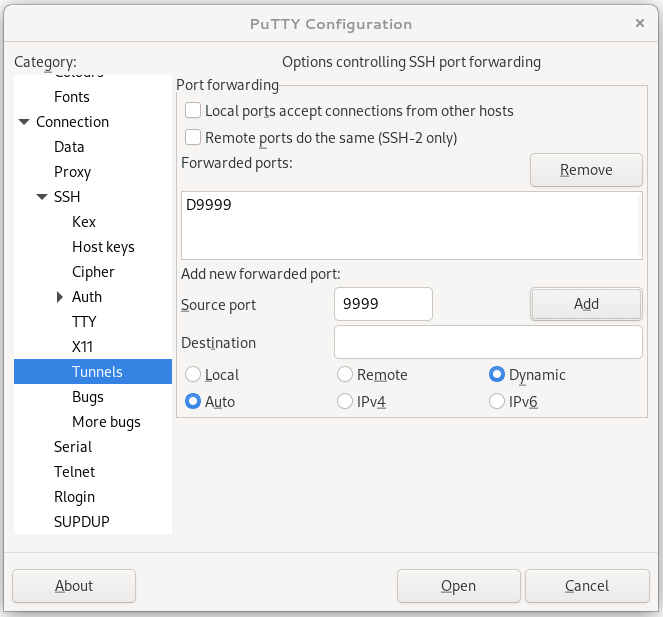 PuTTY Configuration
Category:
Colours
Fonts
Connection
Data
Proxy
SSH
Kex
Host keys
Cipher
Auth
TTY
X11
Tunnels
Bugs
More bugs
Serial
Telnet
Rlogin
SUPDUP
Options controlling SSH port forwarding
Port forwarding
Local ports accept connections from other hosts
Remote ports do the same (SSH-2 only)
Forwarded ports:
Remove
D9999
Add new forwarded port:
Source port 9999 Add
Destination
Local Remote Dynamic
Auto IPv4 IPv6
About Open Cancel